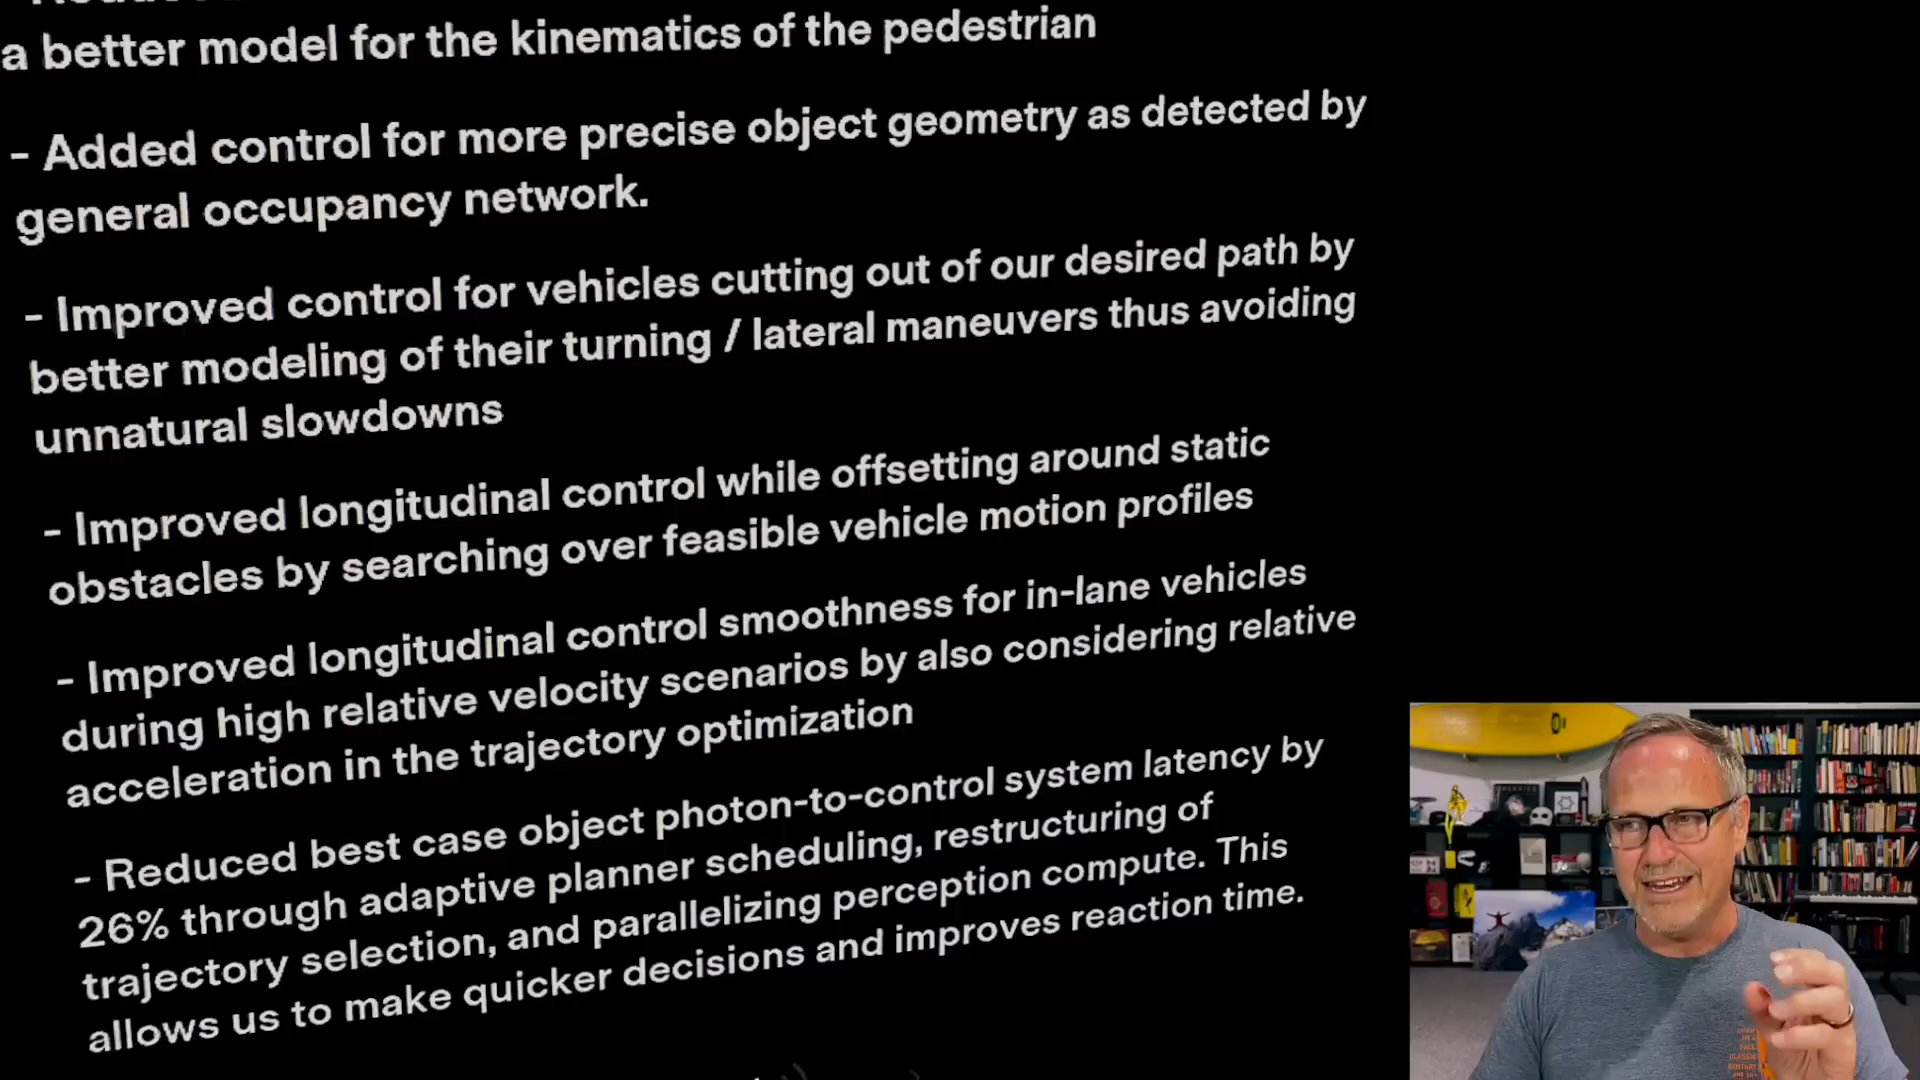 a better model for the kinematics of the pedestrian
- Added control for more precise object geometry as detected by
general occupancy network.
- Improved control for vehicles cutting out of our desired path by
better modeling of their turning / lateral maneuvers thus avoiding
unnatural slowdowns
- Improved longitudinal control while offsetting around static
obstacles by searching over feasible vehicle motion profiles
- Improved longitudinal control smoothness for in-lane vehicles
during high relative velocity scenarios by also considering relative
acceleration in the trajectory optimization
- Reduced best case object photon-to-control system latency by
26% through adaptive planner scheduling, restructuring of
trajectory selection, and parallelizing perception compute. This
allows us to make quicker decisions and improves reaction time.